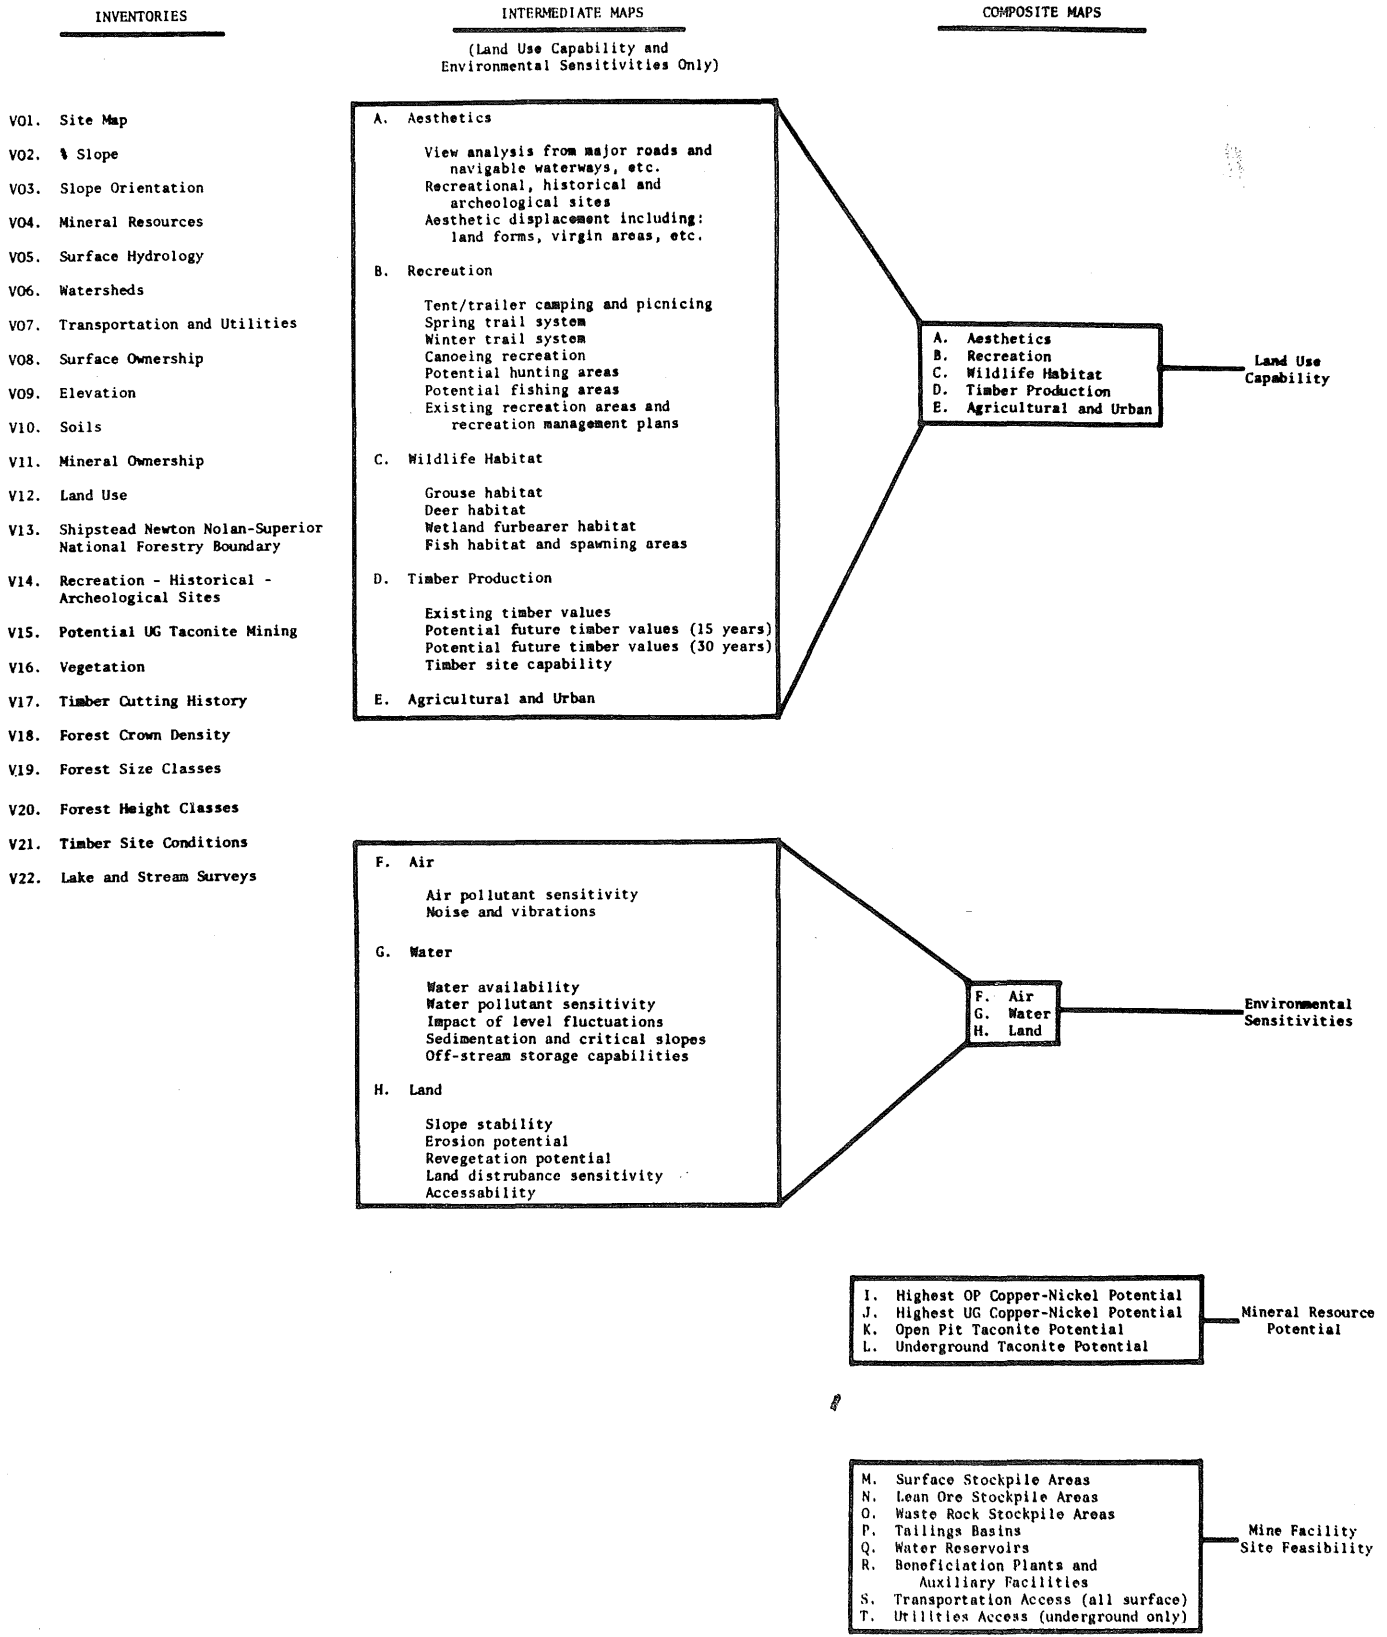 INVENTORIES
V01. Site Map
V02. % Slope
V03. Slope Orientation
V04. Mineral Resources
V05. Surface Hydrology
V06. Watersheds
V07. Transportation and Utilities
V08. Surface Ownership
V09. Elevation
V10. Soils
V11. Mineral Ownership
V12. Land Use
V13. Shipstead Newton Nolan-Superior
National Forestry Boundary
V14. Recreation - Historical -
Archeological Sites
V15. Potential UG Taconite Mining
V16. Vegetation
V17. Timber Cutting History
V18. Forest Crown Density
V19. Forest Size Classes
V20. Forest Height Classes
V21. Timber Site Conditions
V22. Lake and Stream Surveys
INTERMEDIATE MAPS
(Land Use Capability and
Environmental Sensitivities Only)
A. Aesthetics
View analysis from major roads and
navigable waterways, etc.
Recreational, historical and
archeological sites
Aesthetic displacement including:
land forms, virgin areas, etc.
B. Recreation
Tent/trailer camping and picnicing
Spring trail system
Winter trail system
Canoeing recreation
Potential hunting areas
Potential fishing areas
Existing recreation areas and
recreation management plans
C. Wildlife Habitat
Grouse habitat
Deer habitat
Wetland furbearer habitat
Fish habitat and spawning areas
D. Timber Production
Existing timber values
Potential future timber values (15 years)
Potential future timber values (30 years)
Timber site capability
E. Agricultural and Urban
F. Air
Air pollutant sensitivity
Noise and vibrations
G. Water
Water availability
Water pollutant sensitivity
Impact of level fluctuations
Sedimentation and critical slopes
Off-stream storage capabilities
H. Land
Slope stability
Erosion potential
Revegetation potential
Land distrubance sensitivity
Accessability
COMPOSITE MAPS
A. Aesthetics
B. Recreation
C. Wildlife Habitat
D. Timber Production
E. Agricultural and Urban
Land Use
Capability
F. Air
G. Water
H. Land
Environmental
Sensitivities
I. Highest OP Copper-Nickel Potential
J. Highest UG Copper-Nickel Potential
K. Open Pit Taconite Potential
L. Underground Taconite Potential
Mineral Resource
Potential
M. Surface Stockpile Areas
N. Lean Ore Stockpile Areas
O. Waste Rock Stockpile Areas
P. Tailings Basins
Q. Water Reservoirs
R. Beneficiation Plants and
Auxiliary Facilities
S. Transportation Access (all surface)
T. Utilities Access (underground only)
Mine Facility
Site Feasibility